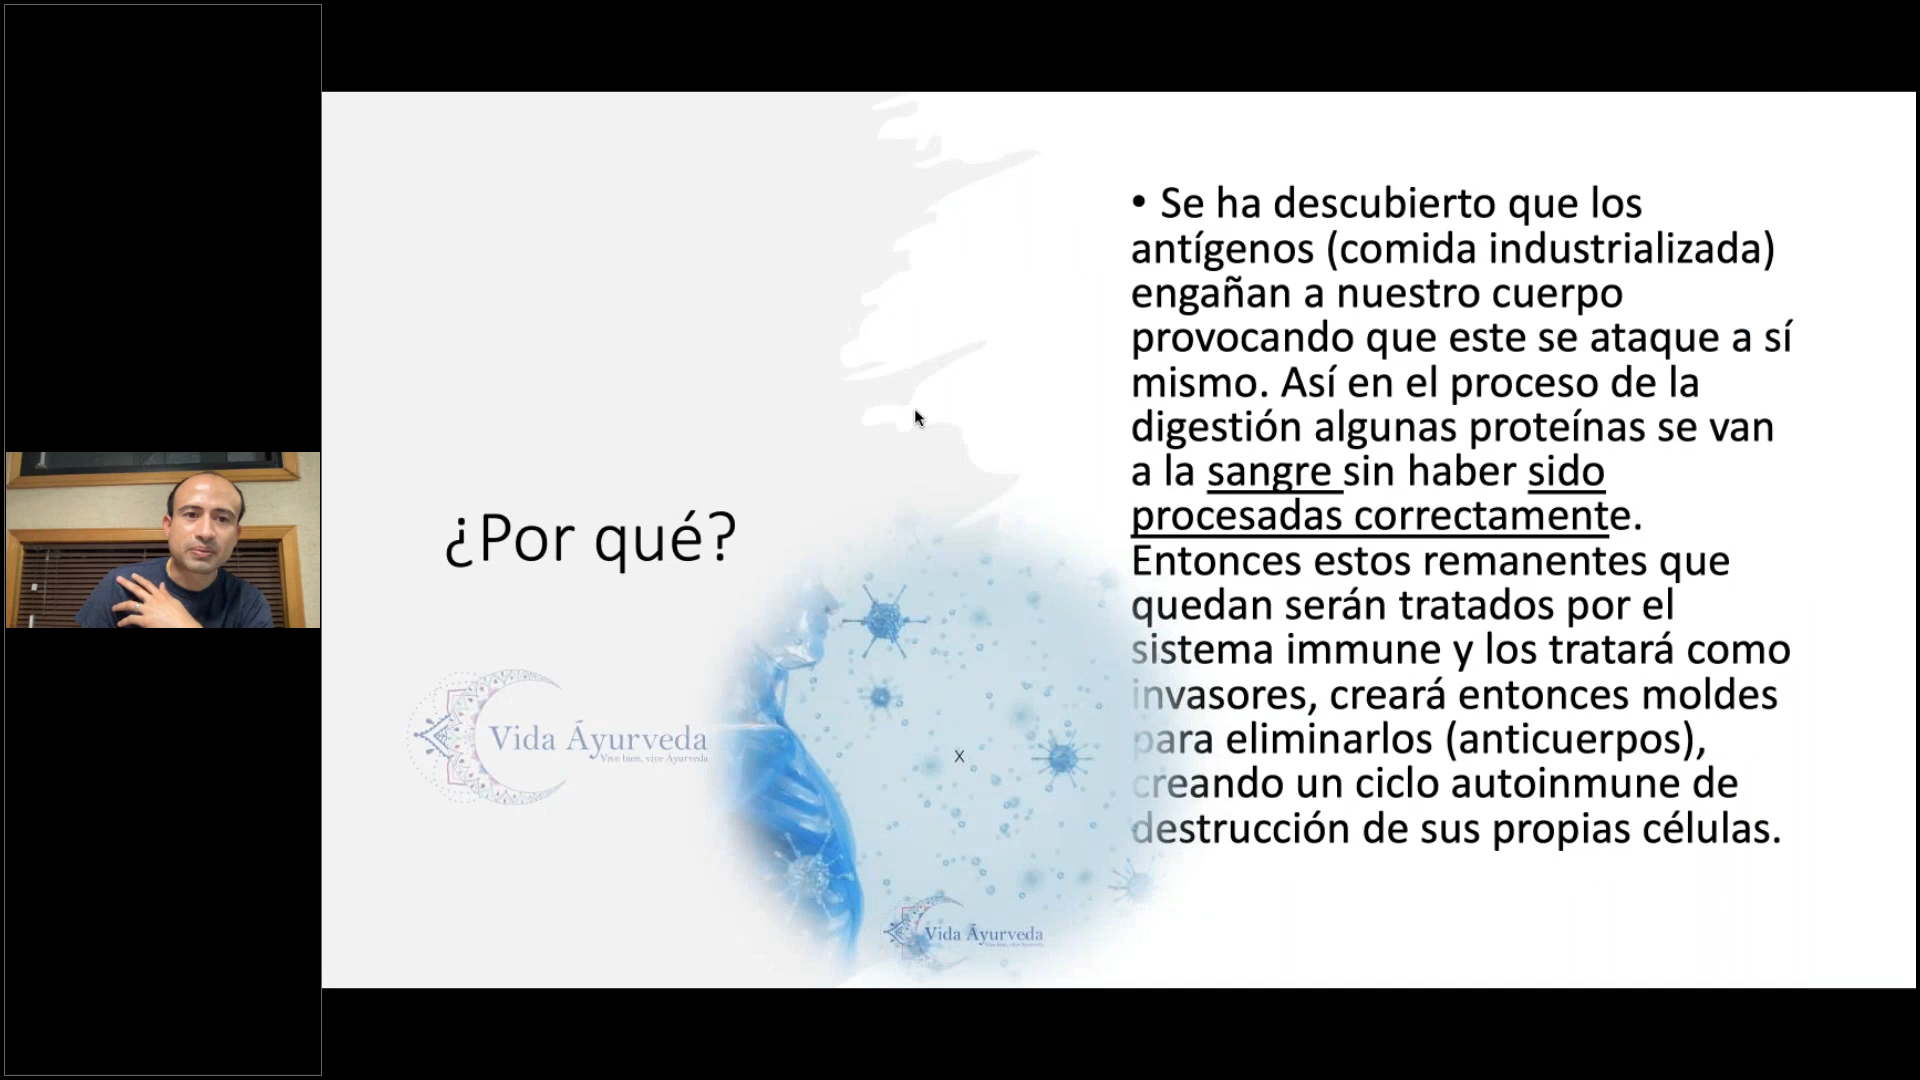 ¿Por qué?
• Se ha descubierto que los
antígenos (comida industrializada)
engañan a nuestro cuerpo
provocando que este se ataque a sí
mismo. Así en el proceso de la
digestión algunas proteínas se van
a la sangre sin haber sido
procesadas correctamente.
Entonces estos remanentes que
quedan serán tratados por el
sistema immune y los tratará como
invasores, creará entonces moldes
para eliminarlos (anticuerpos),
creando un ciclo autoinmune de
destrucción de sus propias células.
Vida Áyurveda
Vive bien, vive Áyurveda
X
Vida Áyurveda
Vive bien, vive Áyurveda